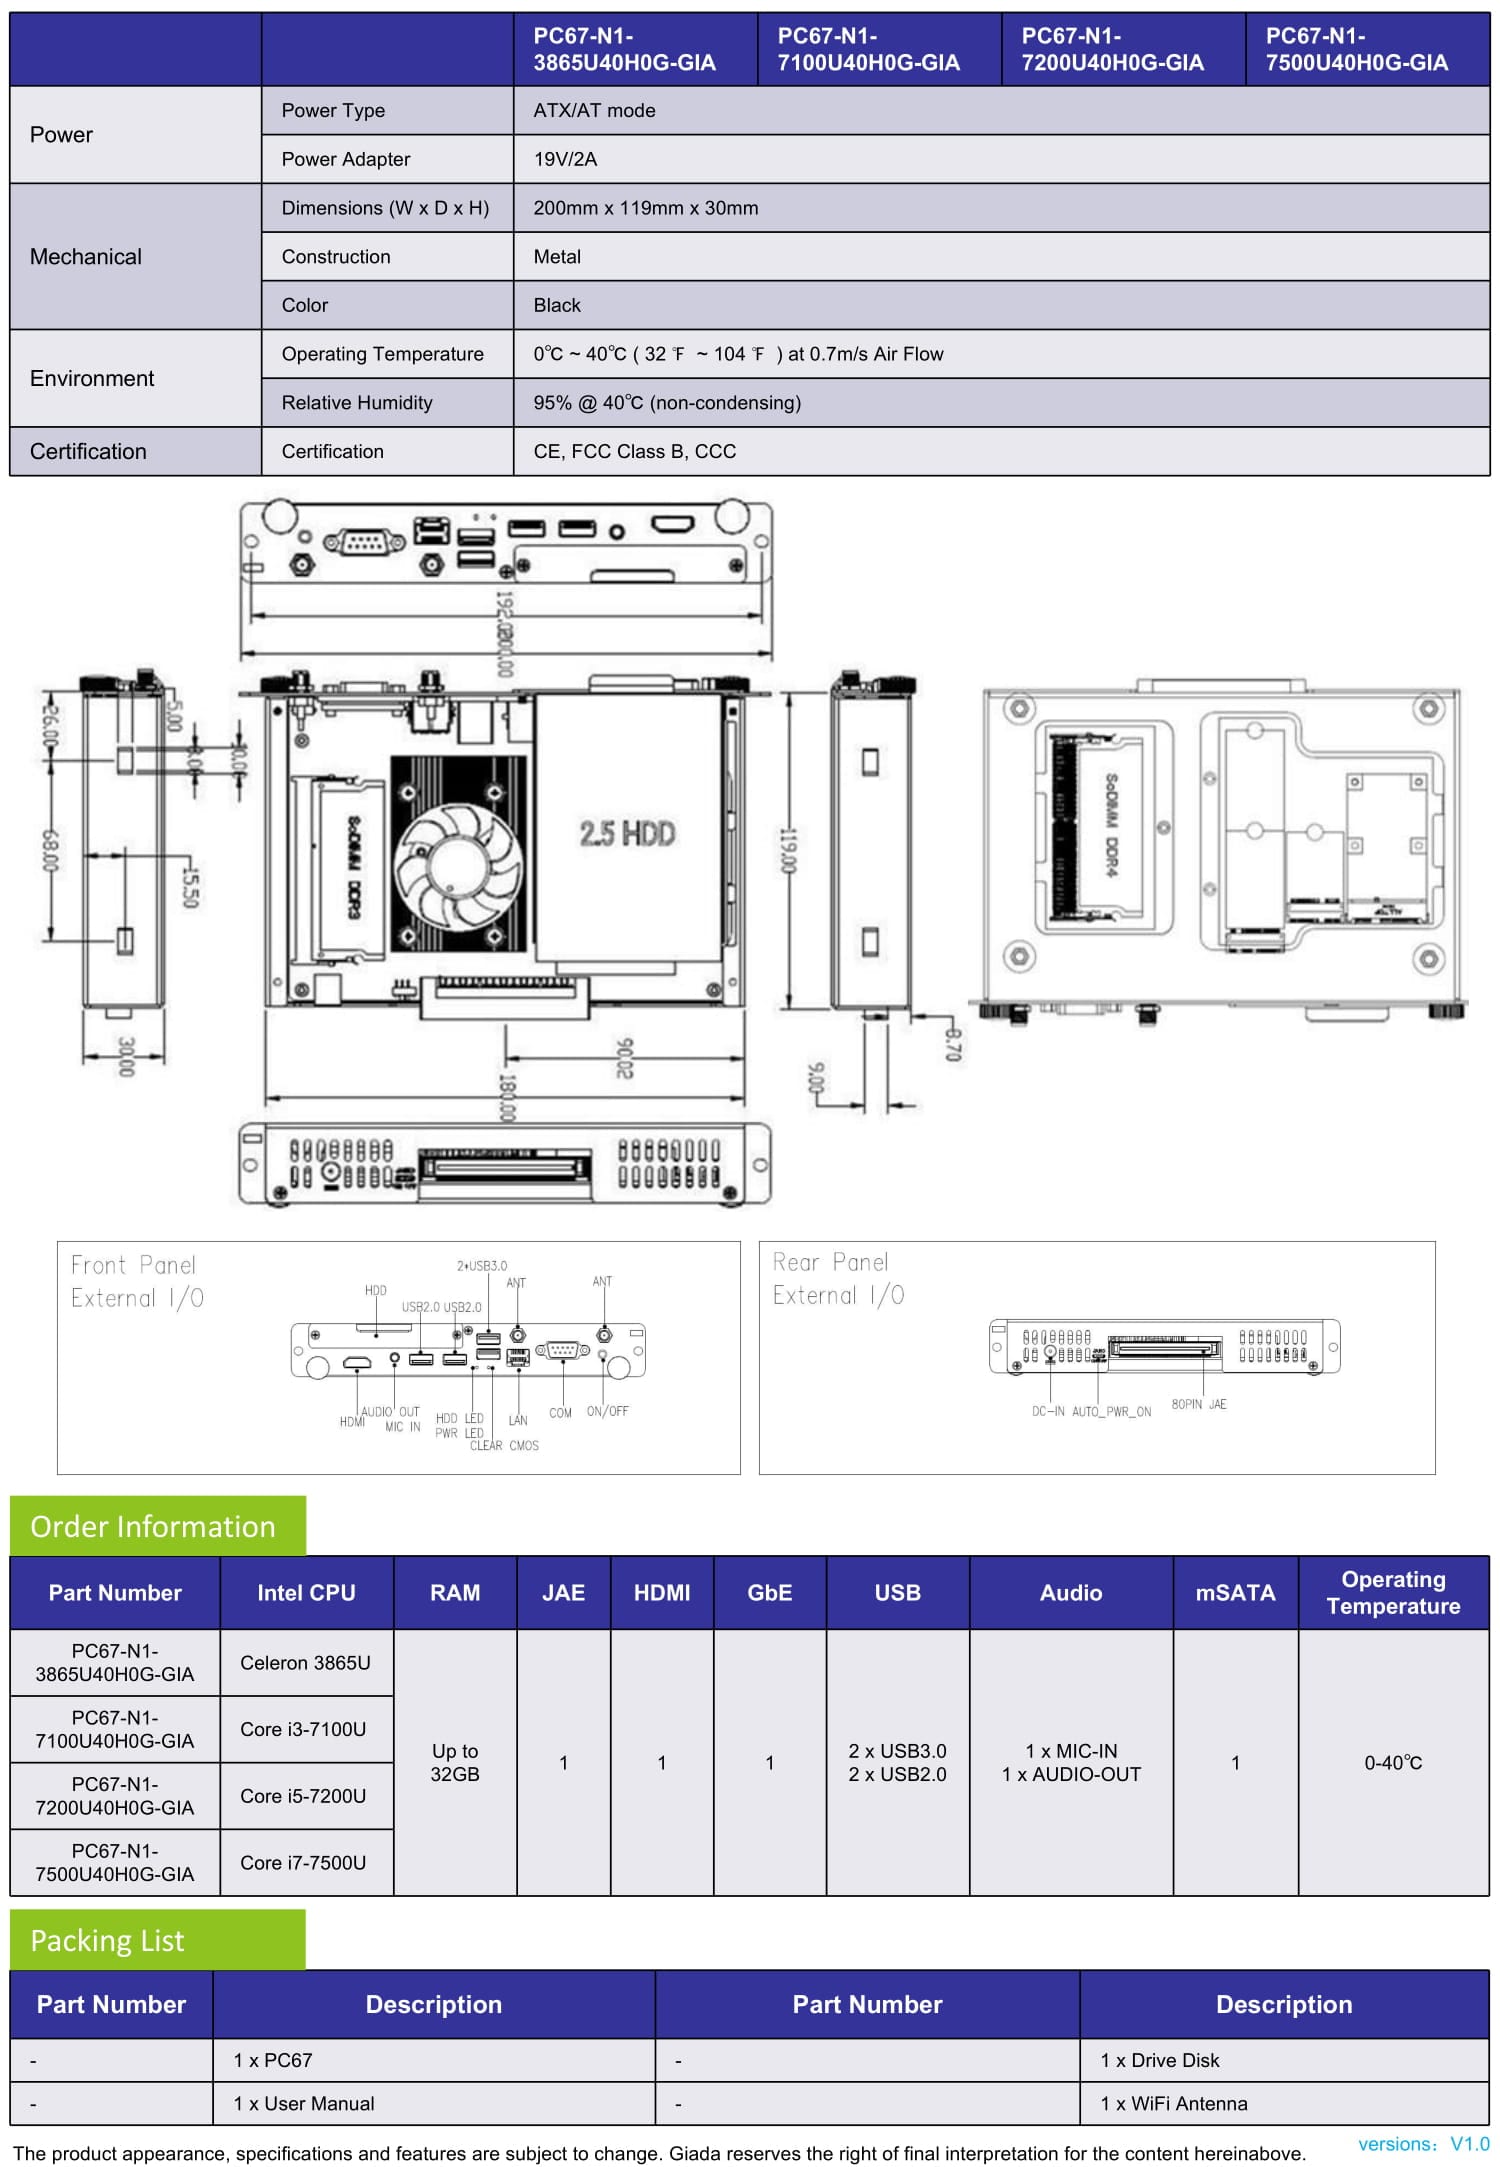 PC67-N1-
3865U40H0G-GIA
PC67-N1-
7100U40H0G-GIA
PC67-N1-
7200U40H0G-GIA
PC67-N1-
7500U40H0G-GIA
Power
Power Type
ATX/AT mode
Power Adapter
19V/2A
Mechanical
Dimensions (W x D x H)
200mm x 119mm x 30mm
Construction
Metal
Color
Black
Environment
Operating Temperature
0℃ ~ 40℃ ( 32 ℉ ~ 104 ℉ ) at 0.7m/s Air Flow
Relative Humidity
95% @ 40℃ (non-condensing)
Certification
Certification
CE, FCC Class B, CCC
26.00
5.00
10.00
68.00
15.50
SoDIMM DDR3
2.5 HDD
119.00
SoDIMM DDR4
30.00
90.02
180.00
9.00
8.70
Front Panel
External I/O
2*USB3.0
ANT
ANT
HDD
USB2.0 USB2.0
HDMI
AUDIO OUT
MIC IN
HDD LED
PWR LED
CLEAR CMOS
LAN
COM
ON/OFF
Rear Panel
External I/O
DC-IN AUTO_PWR_ON
80PIN JAE
Order Information
Part Number
Intel CPU
RAM
JAE
HDMI
GbE
USB
Audio
mSATA
Operating
Temperature
PC67-N1-
3865U40H0G-GIA
Celeron 3865U
PC67-N1-
7100U40H0G-GIA
Core i3-7100U
PC67-N1-
7200U40H0G-GIA
Core i5-7200U
PC67-N1-
7500U40H0G-GIA
Core i7-7500U
Up to
32GB
1
1
1
2 x USB3.0
2 x USB2.0
1 x MIC-IN
1 x AUDIO-OUT
1
0-40℃
Packing List
Part Number
Description
Part Number
Description
-
1 x PC67
-
1 x Drive Disk
-
1 x User Manual
-
1 x WiFi Antenna
The product appearance, specifications and features are subject to change. Giada reserves the right of final interpretation for the content hereinabove.
versions：V1.0